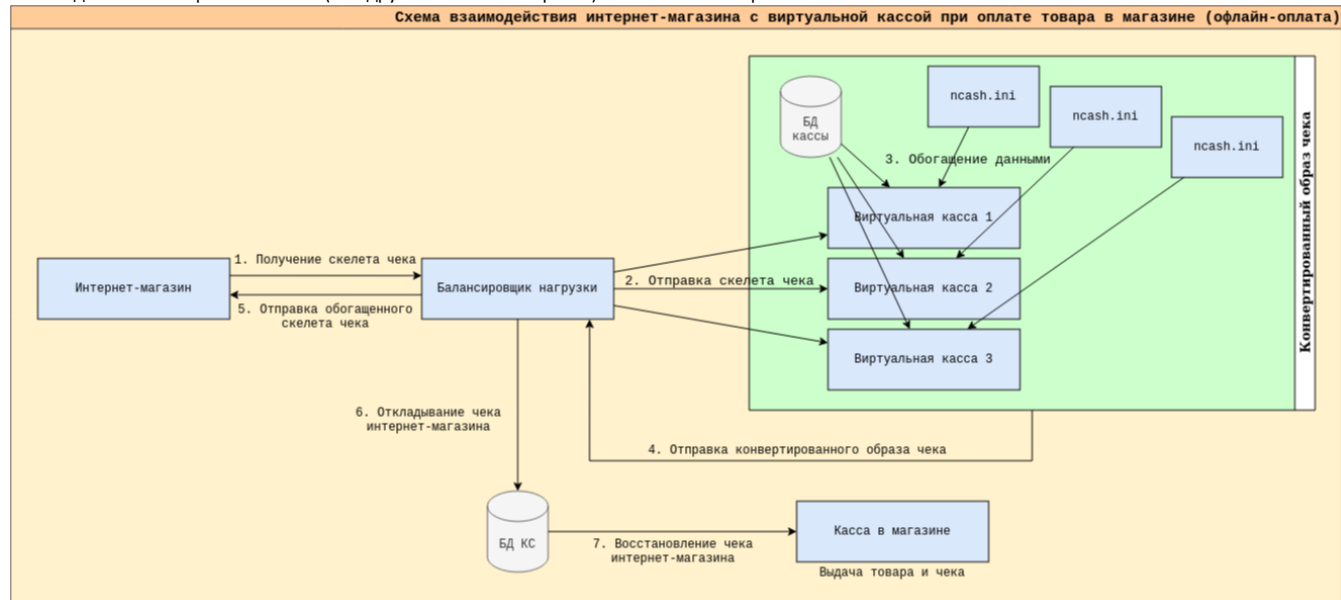 Схема взаимодействия интернет-магазина с виртуальной кассой при оплате товара в магазине (офлайн-оплата)
БД
кассы
ncash.ini
ncash.ini
ncash.ini
3. Обогащение данными
Виртуальная касса 1
Виртуальная касса 2
Виртуальная касса 3
Конвертированный образ чека
1. Получение скелета чека
Интернет-магазин
Балансировщик нагрузки
2. Отправка скелета чека
5. Отправка обогащенного
скелета чека
6. Откладывание чека
интернет-магазина
4. Отправка конвертированного образа чека
БД КС
7. Восстановление чека
интернет-магазина
Касса в магазине
Выдача товара и чека